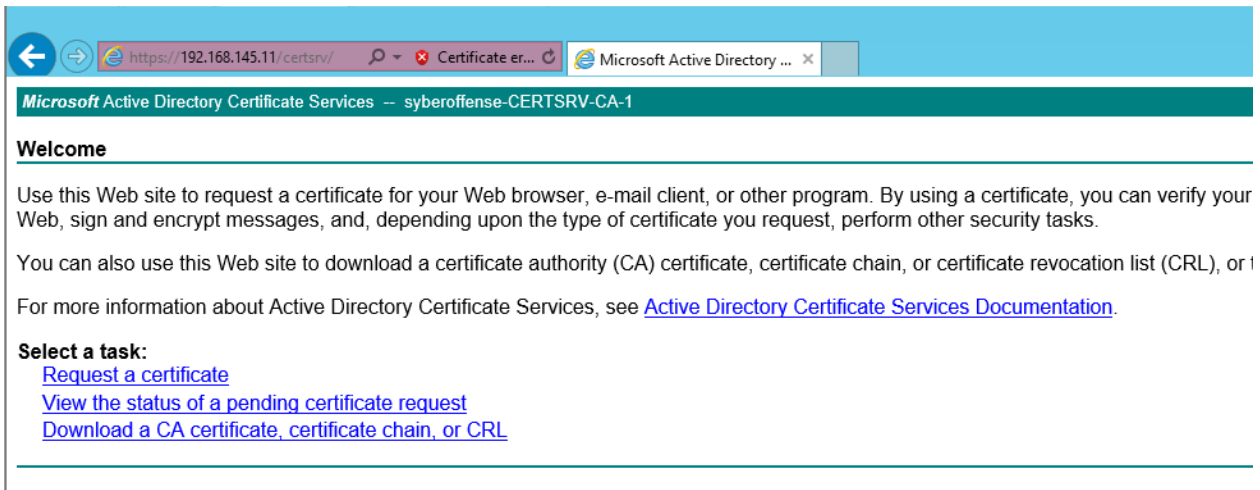 https://192.168.145.11/certsrv/ Certificate er... Microsoft Active Directory ...
Microsoft Active Directory Certificate Services -- syberoffense-CERTSRV-CA-1
Welcome
Use this Web site to request a certificate for your Web browser, e-mail client, or other program. By using a certificate, you can verify your
Web, sign and encrypt messages, and, depending upon the type of certificate you request, perform other security tasks.
You can also use this Web site to download a certificate authority (CA) certificate, certificate chain, or certificate revocation list (CRL), or
For more information about Active Directory Certificate Services, see Active Directory Certificate Services Documentation.
Select a task:
Request a certificate
View the status of a pending certificate request
Download a CA certificate, certificate chain, or CRL